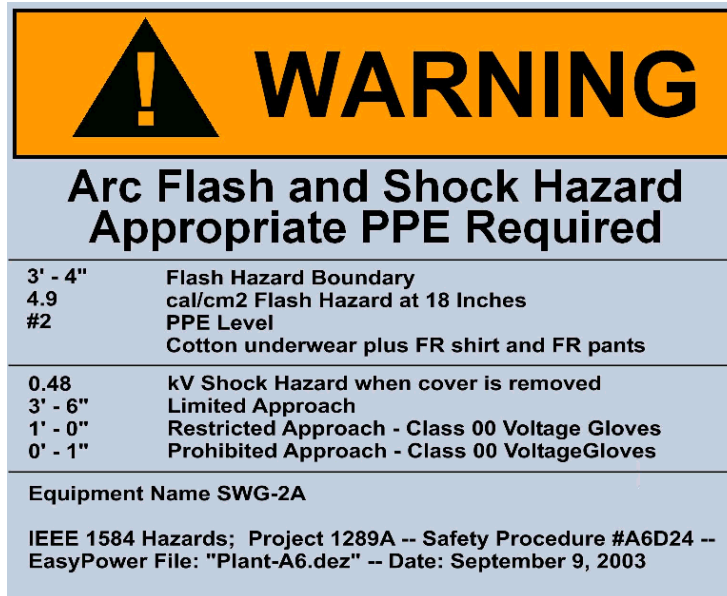 WARNING
Arc Flash and Shock Hazard
Appropriate PPE Required
3' - 4" Flash Hazard Boundary
4.9 cal/cm2 Flash Hazard at 18 Inches
#2 PPE Level
Cotton underwear plus FR shirt and FR pants
0.48 kV Shock Hazard when cover is removed
3' - 6" Limited Approach
1' - 0" Restricted Approach - Class 00 Voltage Gloves
0' - 1" Prohibited Approach - Class 00 VoltageGloves
Equipment Name SWG-2A
IEEE 1584 Hazards;  Project 1289A -- Safety Procedure #A6D24 --
EasyPower File: "Plant-A6.dez" -- Date: September 9, 2003